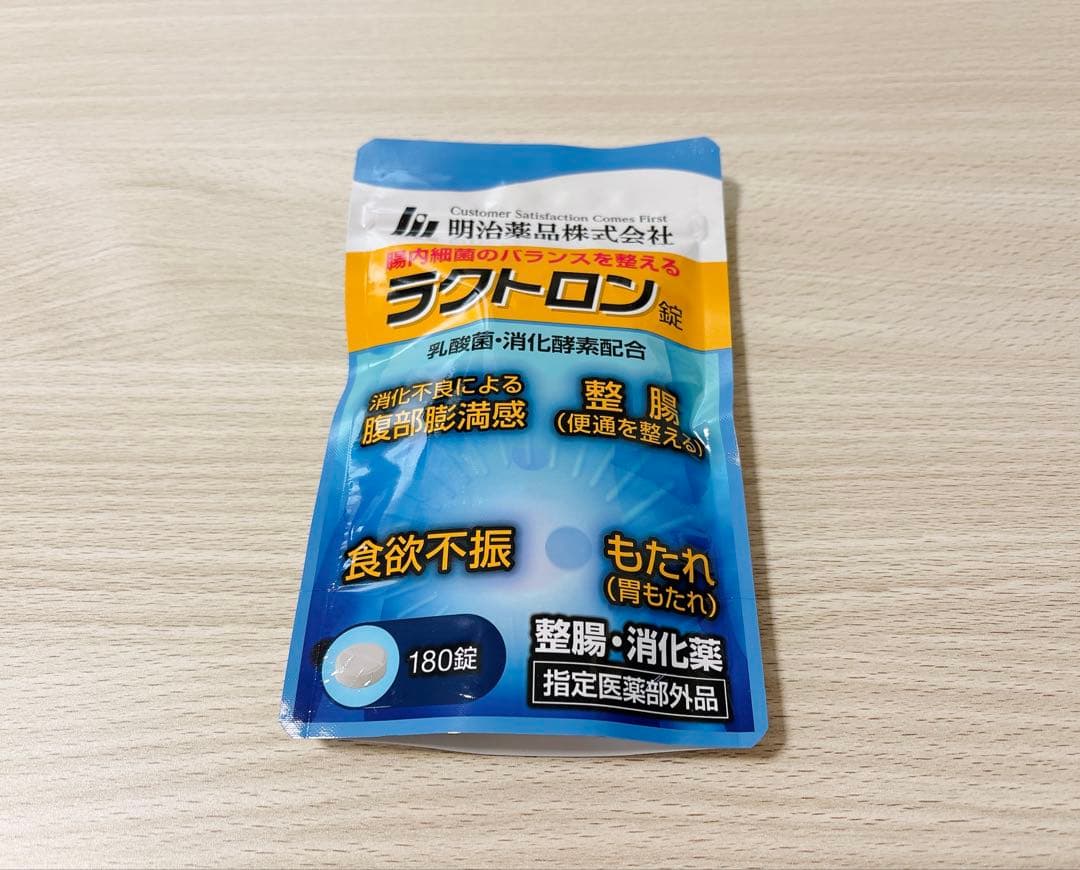 Customer Satisfaction Comes First
明治薬品株式会社
腸内細菌のバランスを整える
ラクトロン錠
乳酸菌・消化酵素配合
消化不良による
腹部膨満感
整腸
(便通を整える)
食欲不振
もたれ
(胃もたれ)
180錠
整腸・消化薬
指定医薬部外品